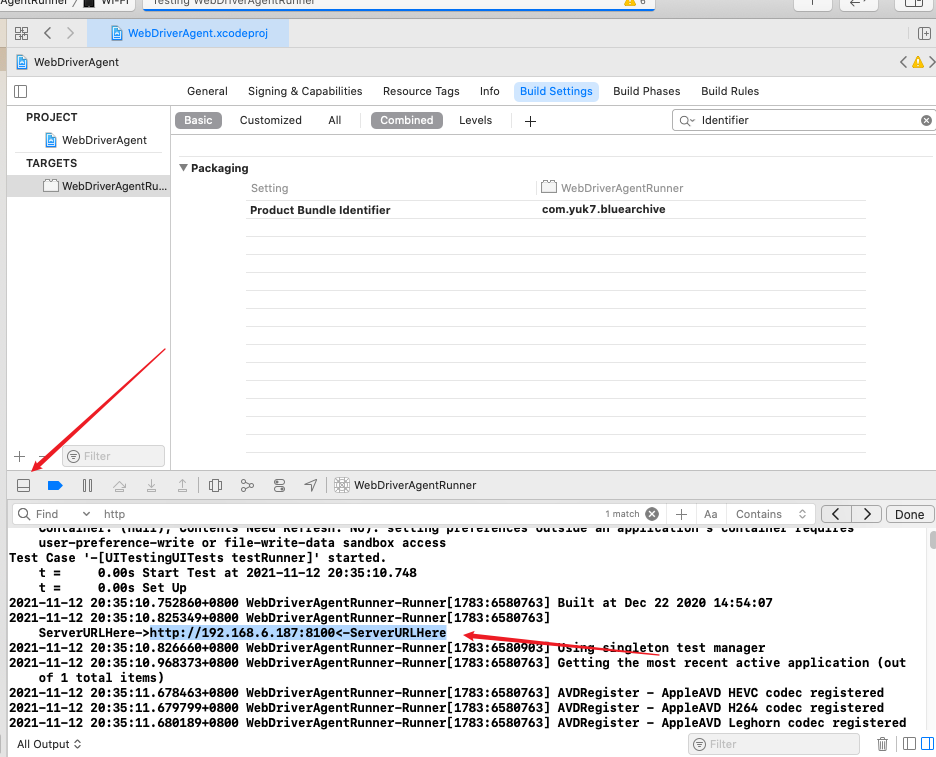 AgentRunner / Wi-Fi Testing WebDriverAgentRunner 6
WebDriverAgent.xcodeproj
WebDriverAgent
General Signing & Capabilities Resource Tags Info Build Settings Build Phases Build Rules
PROJECT
WebDriverAgent
TARGETS
WebDriverAgentRu...
Basic Customized All Combined Levels Identifier
Packaging
Setting WebDriverAgentRunner
Product Bundle Identifier com.yuk7.bluearchive
Filter
WebDriverAgentRunner
Find http 1 match Aa Contains Done
Container: (null), Contents Need Refresh: No): setting preferences outside an application's container requires
user-preference-write or file-write-data sandbox access
Test Case '-[UITestingUITests testRunner]' started.
t = 0.00s Start Test at 2021-11-12 20:35:10.748
t = 0.00s Set Up
2021-11-12 20:35:10.752860+0800 WebDriverAgentRunner-Runner[1783:6580763] Built at Dec 22 2020 14:54:07
2021-11-12 20:35:10.825349+0800 WebDriverAgentRunner-Runner[1783:6580763]
ServerURLHere->http://192.168.6.187:8100<-ServerURLHere
2021-11-12 20:35:10.826660+0800 WebDriverAgentRunner-Runner[1783:6580903] Using singleton test manager
2021-11-12 20:35:10.968373+0800 WebDriverAgentRunner-Runner[1783:6580763] Getting the most recent active application (out
of 1 total items)
2021-11-12 20:35:11.678463+0800 WebDriverAgentRunner-Runner[1783:6580763] AVDRegister - AppleAVD HEVC codec registered
2021-11-12 20:35:11.679799+0800 WebDriverAgentRunner-Runner[1783:6580763] AVDRegister - AppleAVD H264 codec registered
2021-11-12 20:35:11.680189+0800 WebDriverAgentRunner-Runner[1783:6580763] AVDRegister - AppleAVD Leghorn codec registered
All Output Filter